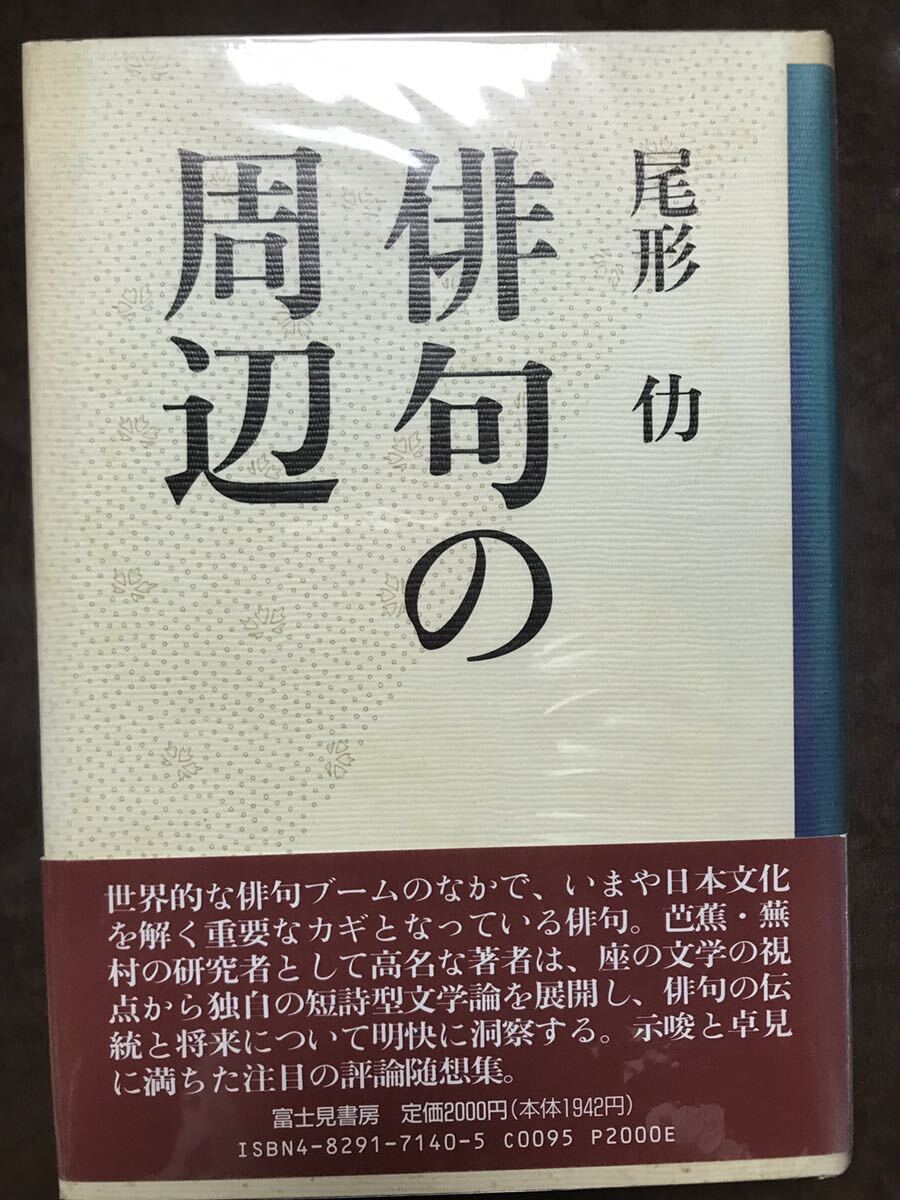 尾形 仂
俳句の
周辺
世界的な俳句ブームのなかで、いまや日本文化
を解く重要なカギとなっている俳句。芭蕉・蕪
村の研究者として高名な著者は、座の文学の視
点から独自の短詩型文学論を展開し、俳句の伝
統と将来について明快に洞察する。示唆と卓見
に満ちた注目の評論随想集。
富士見書房 定価2000円(本体1942円)
ISBN4-8291-7140-5 C0095 P2000E